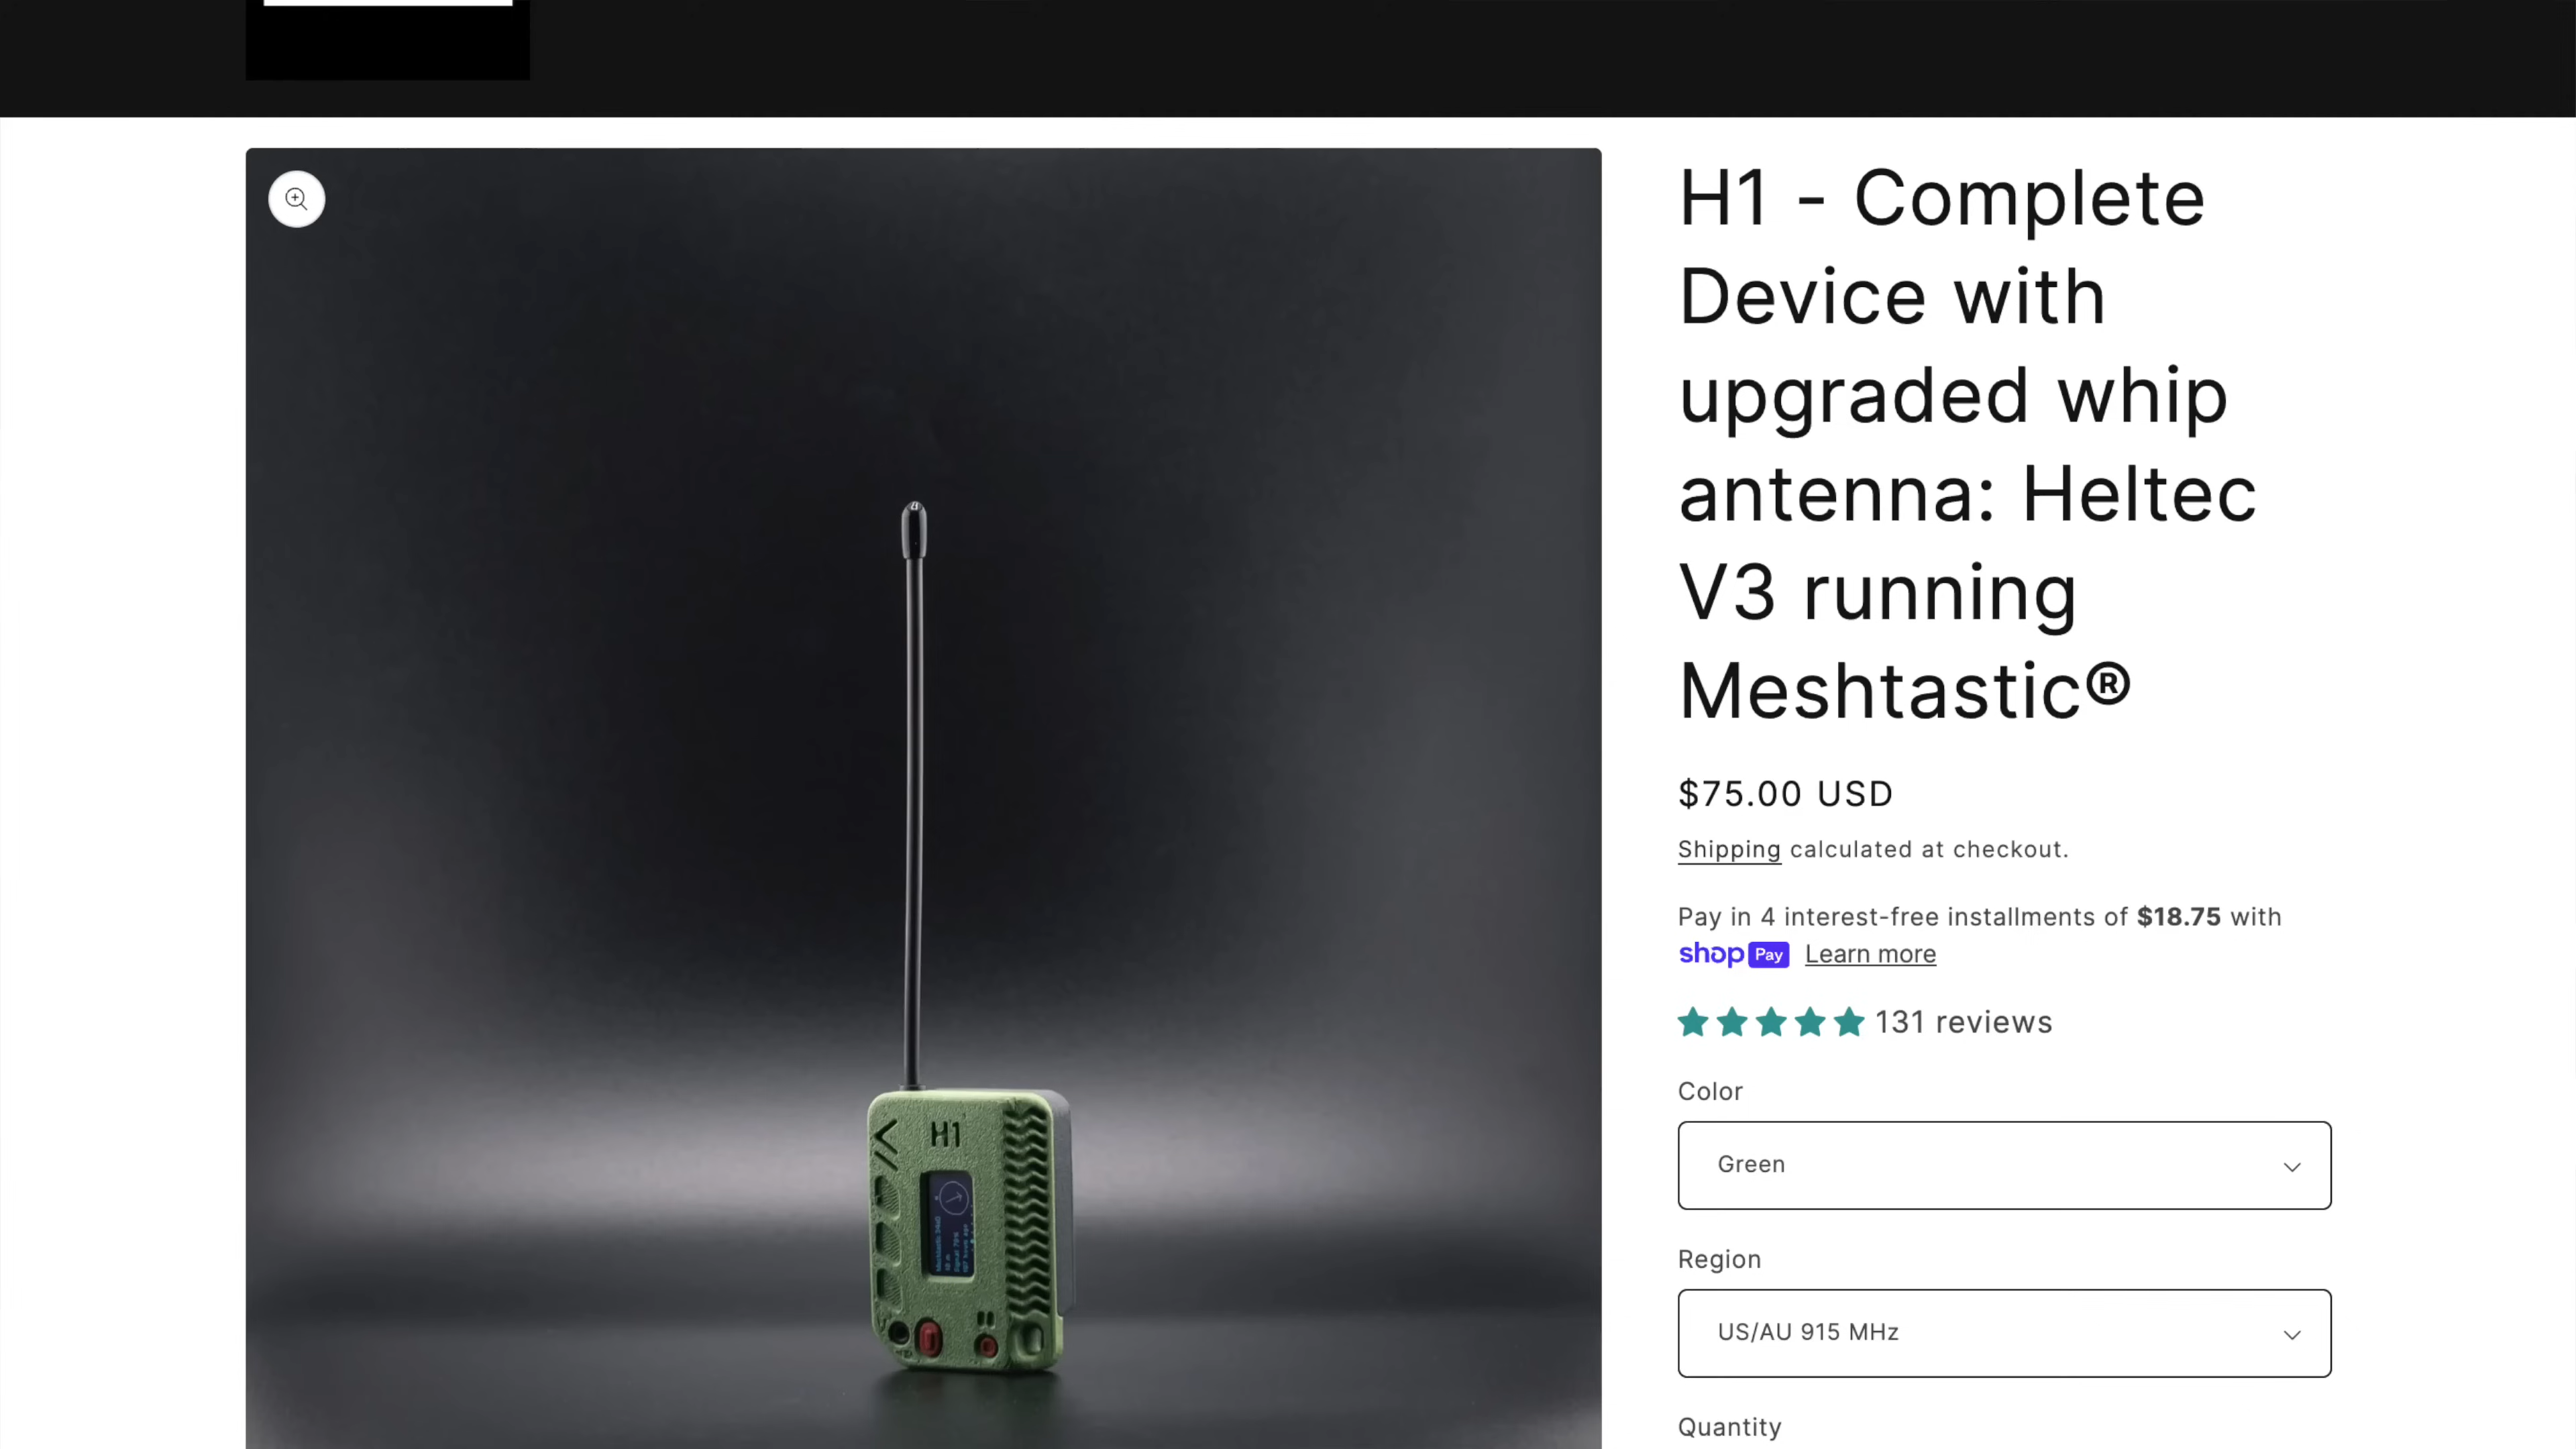 H1 - Complete
Device with
upgraded whip
antenna: Heltec
V3 running
Meshtastic®
$75.00 USD
Shipping calculated at checkout.
Pay in 4 interest-free installments of $18.75 with
shop Pay Learn more
131 reviews
Color
Green
Region
US/AU 915 MHz
Quantity
H1